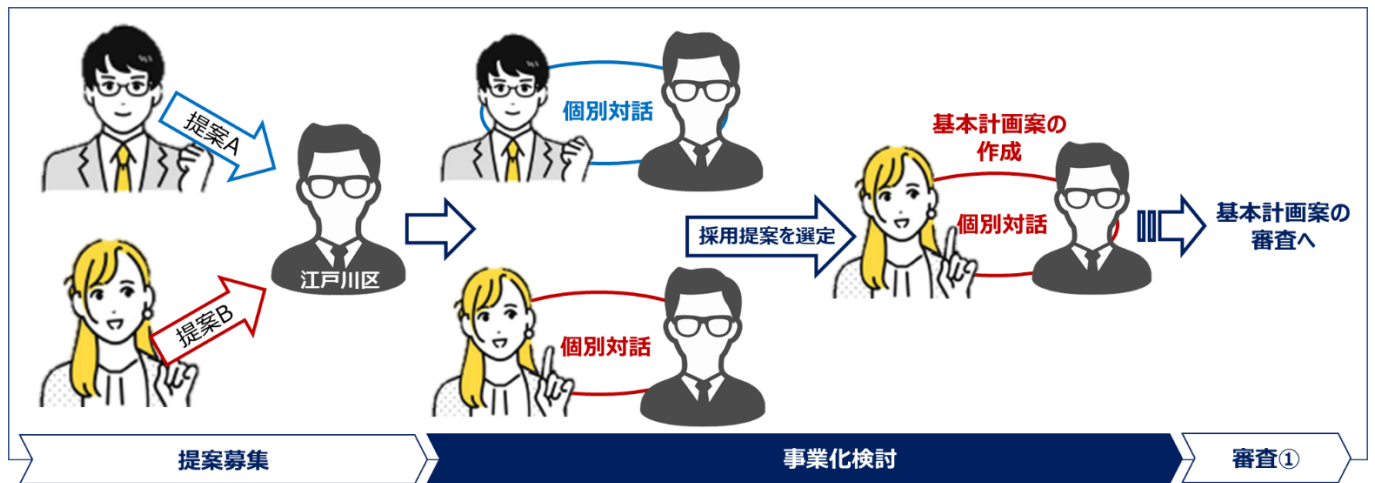 提案A
提案B
江戸川区
個別対話
個別対話
採用提案を選定
基本計画案の
作成
個別対話
基本計画案の
審査へ
提案募集
事業化検討
審査①